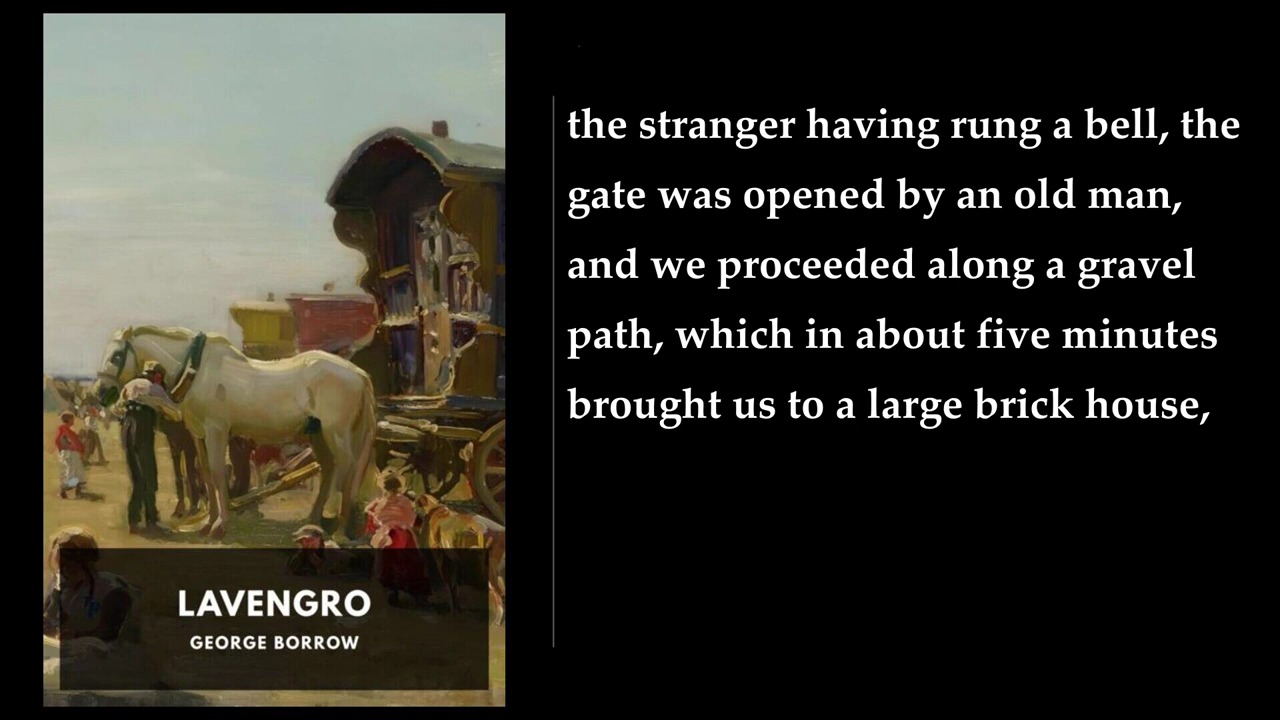 the stranger having rung a bell, the
gate was opened by an old man,
and we proceeded along a gravel
path, which in about five minutes
brought us to a large brick house,
LAVENGRO
GEORGE BORROW